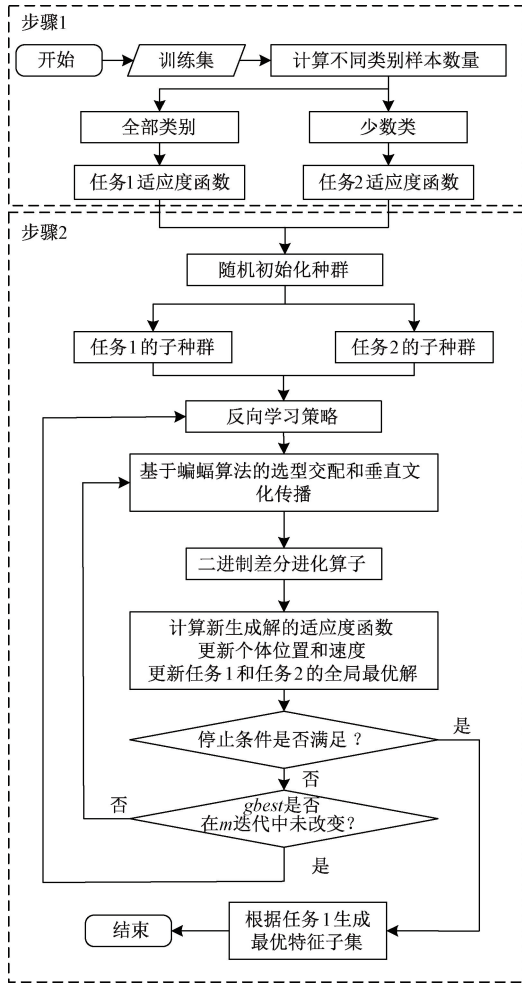 步骤1
开始
训练集
计算不同类别样本数量
全部类别
少数类
任务1适应度函数
任务2适应度函数
步骤2
随机初始化种群
任务1的子种群
任务2的子种群
反向学习策略
基于蝙蝠算法的选型交配和垂直文
化传播
二进制差分进化算子
计算新生成解的适应度函数
更新个体位置和速度
更新任务1和任务2的全局最优解
停止条件是否满足？
是
否
gbest是否
在m迭代中未改变？
否
是
根据任务1生成
最优特征子集
结束